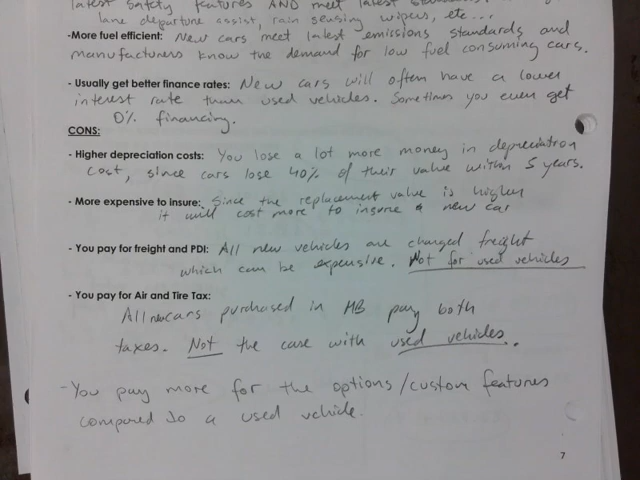 latest safety features AND meet latest
lane departure assist, rain sensing wipers, etc...
-More fuel efficient: New cars meet latest emissions standards and
manufacturers know the demand for low fuel consuming cars.
- Usually get better finance rates: New cars will often have a lower
interest rate than used vehicles. Sometimes you even get
0% financing.
CONS:
- Higher depreciation costs: You lose a lot more money in depreciation
cost, since cars lose 40% of their value within 5 years.
- More expensive to insure: Since the replacement value is higher
it will cost more to insure a new car
- You pay for freight and PDI: All new vehicles are charged freight
which can be expensive. Not for used vehicles
- You pay for Air and Tire Tax:
All new cars purchased in MB pay both
taxes. Not the case with used vehicles.
- You pay more for the options/custom features
compared to a used vehicle.
7